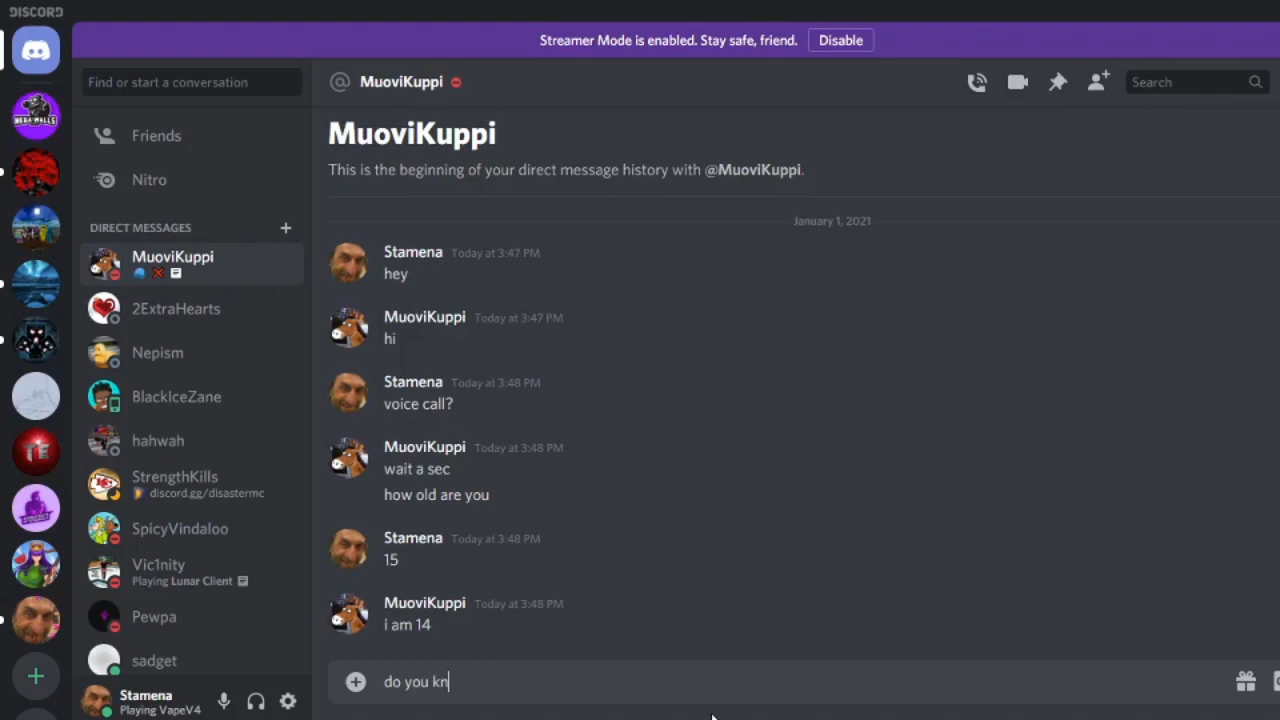 DISCORD
Streamer Mode is enabled. Stay safe, friend.
Disable
Find or start a conversation
@ MuoviKuppi
Search
Friends
Nitro
DIRECT MESSAGES +
MuoviKuppi
2ExtraHearts
Nepism
BlackIceZane
hahwah
StrengthKills
discord.gg/disastermc
SpicyVindaloo
Vic1nity
Playing Lunar Client
Pewpa
sadget
Stamena
Playing VapeV4
MEGA WALLS
TE
MuoviKuppi
This is the beginning of your direct message history with @MuoviKuppi.
January 1, 2021
Stamena Today at 3:47 PM
hey
MuoviKuppi Today at 3:47 PM
hi
Stamena Today at 3:48 PM
voice call?
MuoviKuppi Today at 3:48 PM
wait a sec
how old are you
Stamena Today at 3:48 PM
15
MuoviKuppi Today at 3:48 PM
i am 14
do you kn